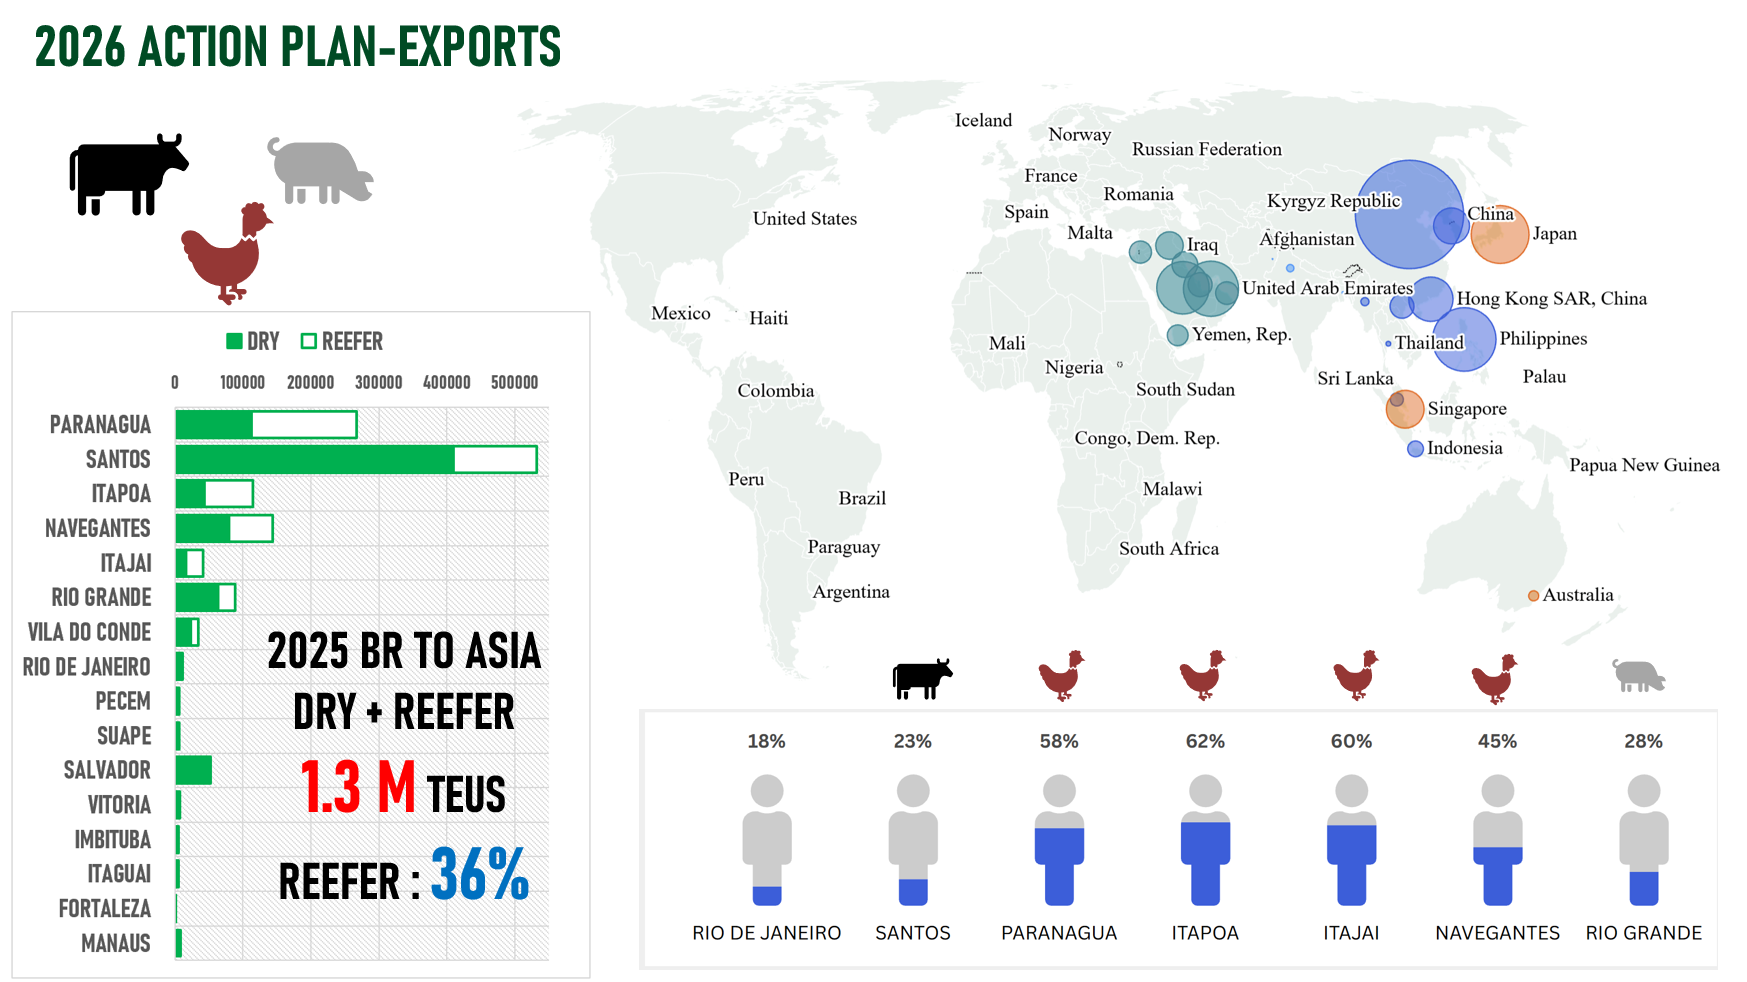 2026 ACTION PLAN-EXPORTS
DRY
REEFER
0
100000
200000
300000
400000
500000
PARANAGUA
SANTOS
ITAPOA
NAVEGANTES
ITAJAI
RIO GRANDE
VILA DO CONDE
RIO DE JANEIRO
PECEM
SUAPE
SALVADOR
VITORIA
IMBITUBA
ITAGUAI
FORTALEZA
MANAUS
2025 BR TO ASIA
DRY + REEFER
1.3 M TEUS
REEFER : 36%
Iceland
Norway
Russian Federation
France
Romania
Kyrgyz Republic
Spain
China
United States
Malta
Iraq
Afghanistan
Japan
United Arab Emirates
Hong Kong SAR, China
Mexico
Haiti
Yemen, Rep.
Mali
Thailand
Philippines
Nigeria
Sri Lanka
Palau
Colombia
South Sudan
Singapore
Congo, Dem. Rep.
Indonesia
Papua New Guinea
Peru
Brazil
Malawi
Paraguay
South Africa
Argentina
Australia
18%
23%
58%
62%
60%
45%
28%
RIO DE JANEIRO
SANTOS
PARANAGUA
ITAPOA
ITAJAI
NAVEGANTES
RIO GRANDE